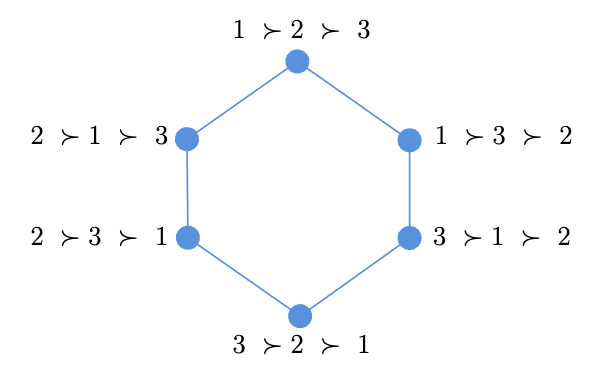 1 ≻ 2 ≻ 3
2 ≻ 1 ≻ 3
1 ≻ 3 ≻ 2
2 ≻ 3 ≻ 1
3 ≻ 1 ≻ 2
3 ≻ 2 ≻ 1